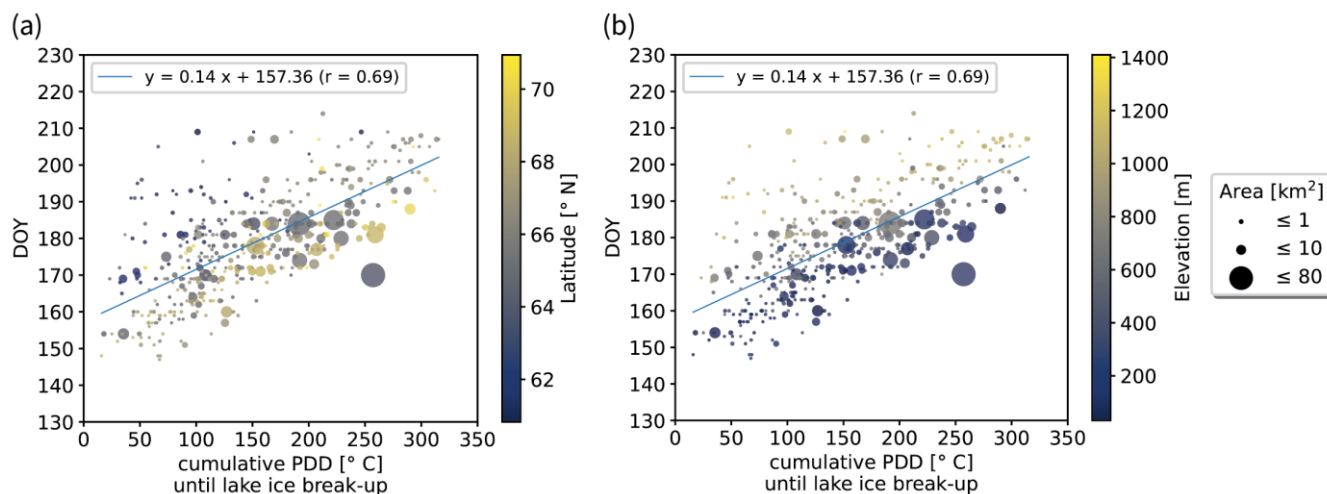 (a)
230
220
210
200
190
180
170
160
150
140
130
DOY
y = 0.14 x + 157.36 (r = 0.69)
0 50 100 150 200 250 300 350
cumulative PDD [° C]
until lake ice break-up
70
68
66
64
62
Latitude [° N]
(b)
230
220
210
200
190
180
170
160
150
140
130
DOY
y = 0.14 x + 157.36 (r = 0.69)
0 50 100 150 200 250 300 350
cumulative PDD [° C]
until lake ice break-up
1400
1200
1000
800
600
400
200
Elevation [m]
Area [km²]
≤ 1
≤ 10
≤ 80